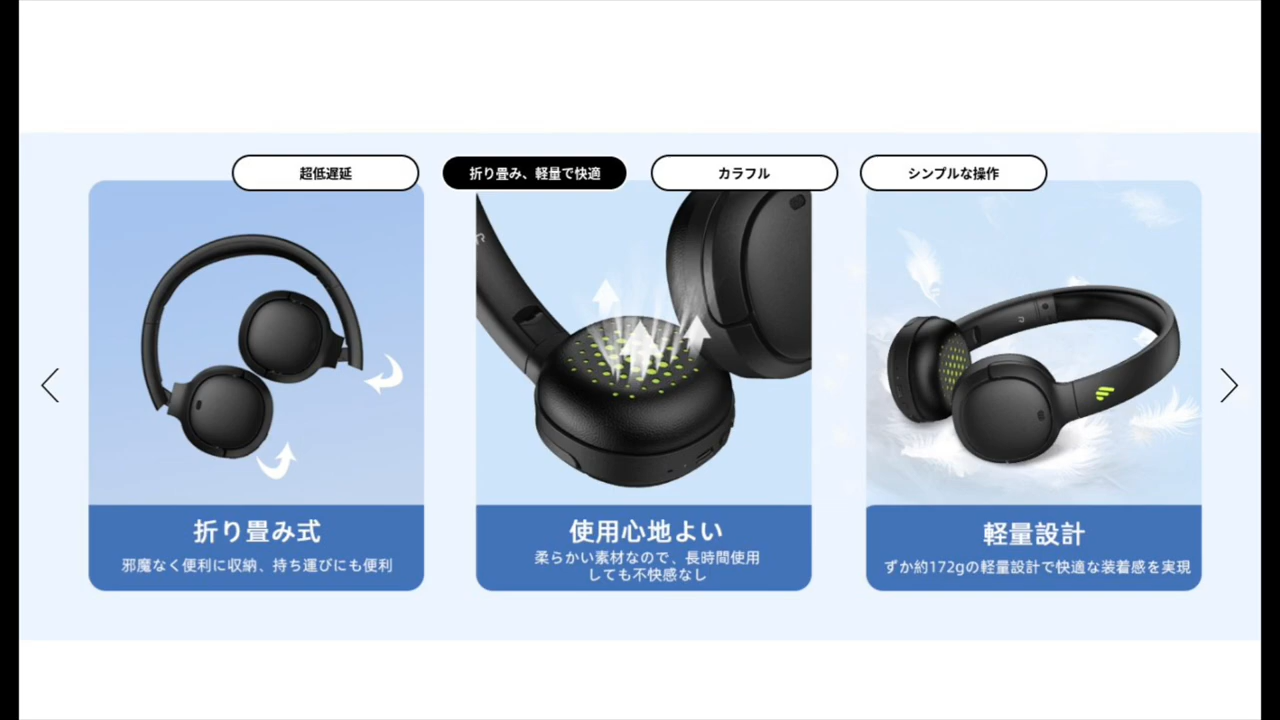 超低遅延
折り畳み、軽量で快適
カラフル
シンプルな操作
折り畳み式
邪魔なく便利に収納、持ち運びにも便利
使用心地よい
柔らかい素材なので、長時間使用
しても不快感なし
軽量設計
ずか約172gの軽量設計で快適な装着感を実現